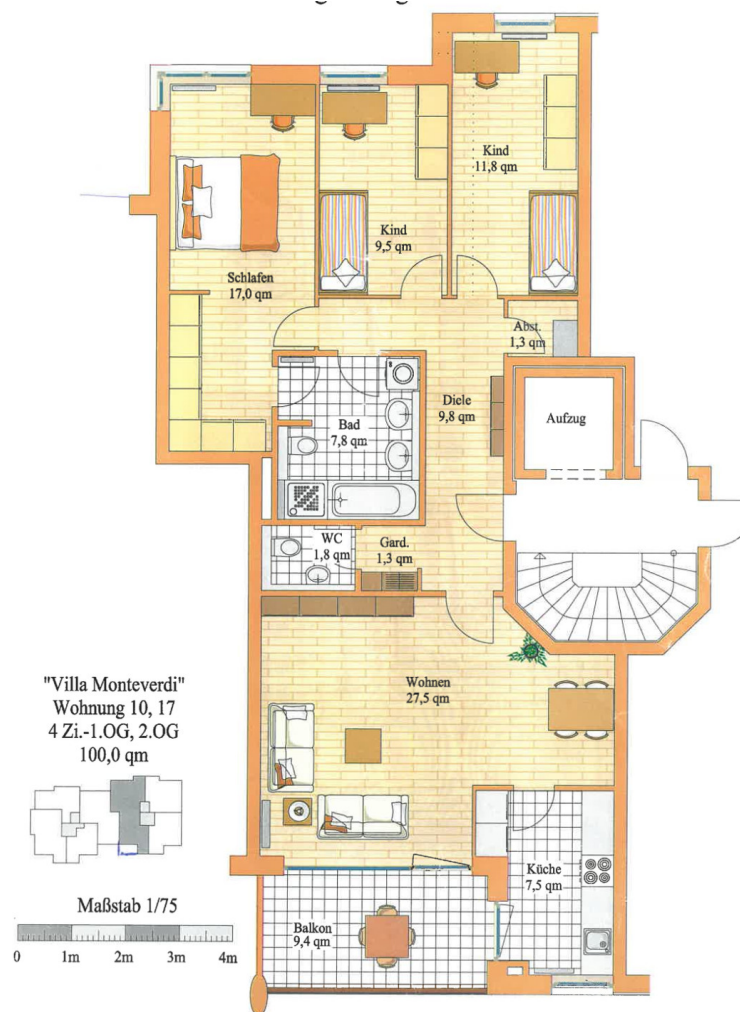 Kind
11,8 qm
Kind
9,5 qm
Schlafen
17,0 qm
Abst.
1,3 qm
Diele
9,8 qm
Aufzug
Bad
7,8 qm
WC
1,8 qm
Gard.
1,3 qm
Wohnen
27,5 qm
"Villa Monteverdi"
Wohnung 10, 17
4 Zi.-1.OG, 2.OG
100,0 qm
Küche
7,5 qm
Balkon
9,4 qm
Maßstab 1/75
0 1m 2m 3m 4m